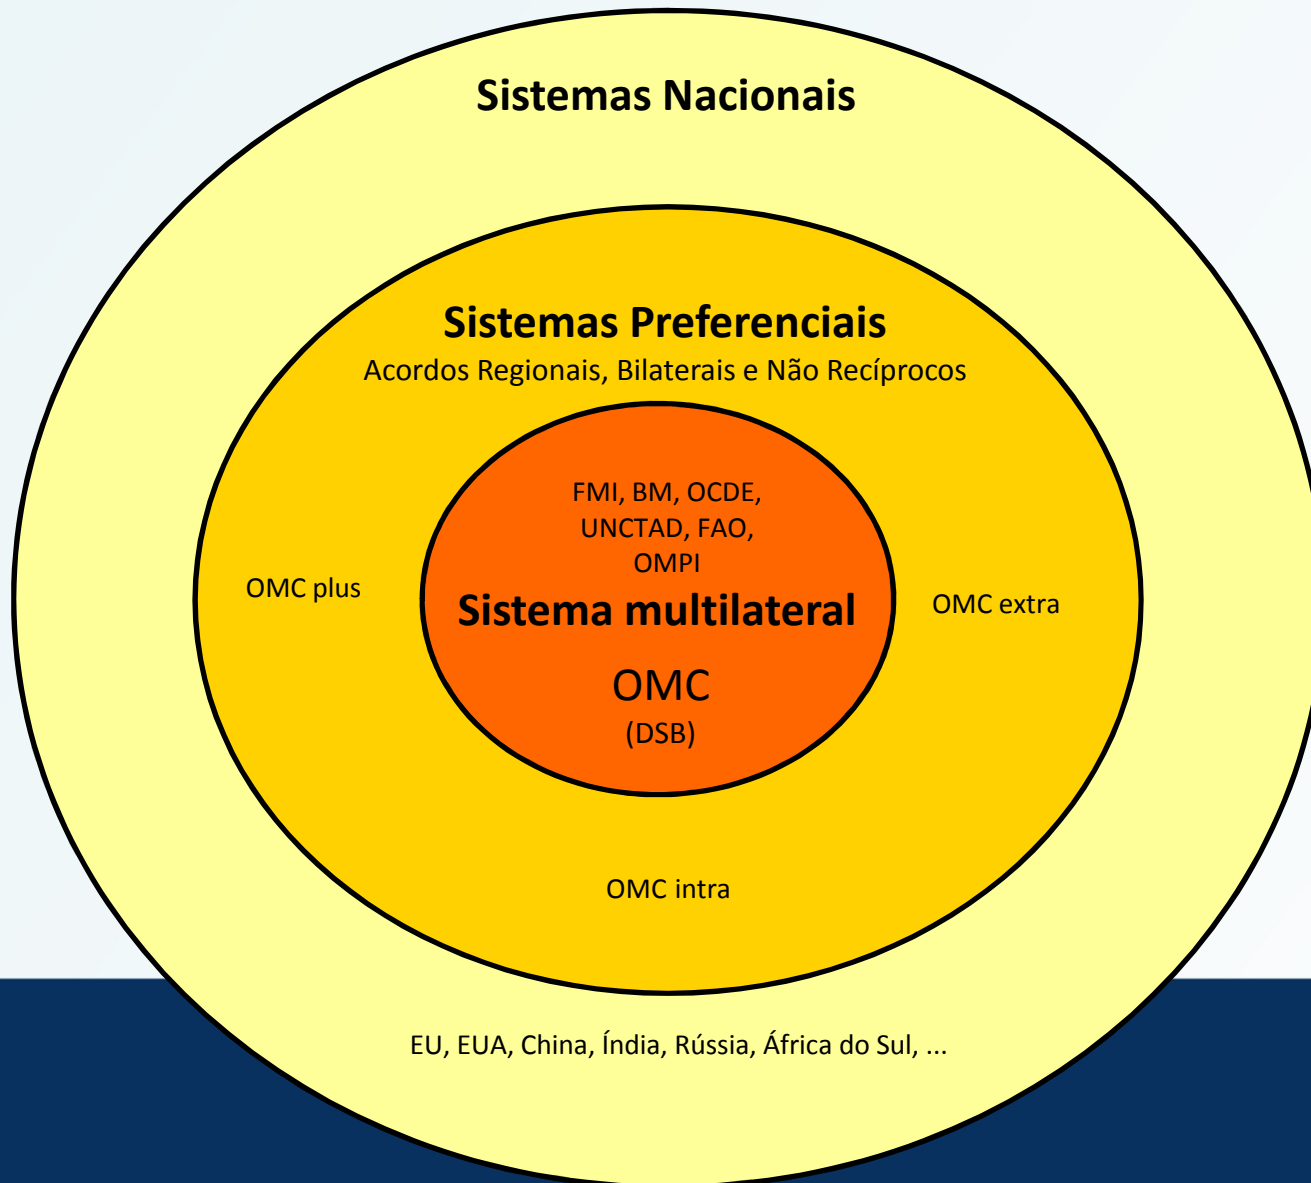 Sistemas Nacionais
Sistemas Preferenciais
Acordos Regionais, Bilaterais e Não Recíprocos
FMI, BM, OCDE,
UNCTAD, FAO,
OMPI
OMC plus
Sistema multilateral
OMC extra
OMC
(DSB)
OMC intra
EU, EUA, China, Índia, Rússia, África do Sul, ...